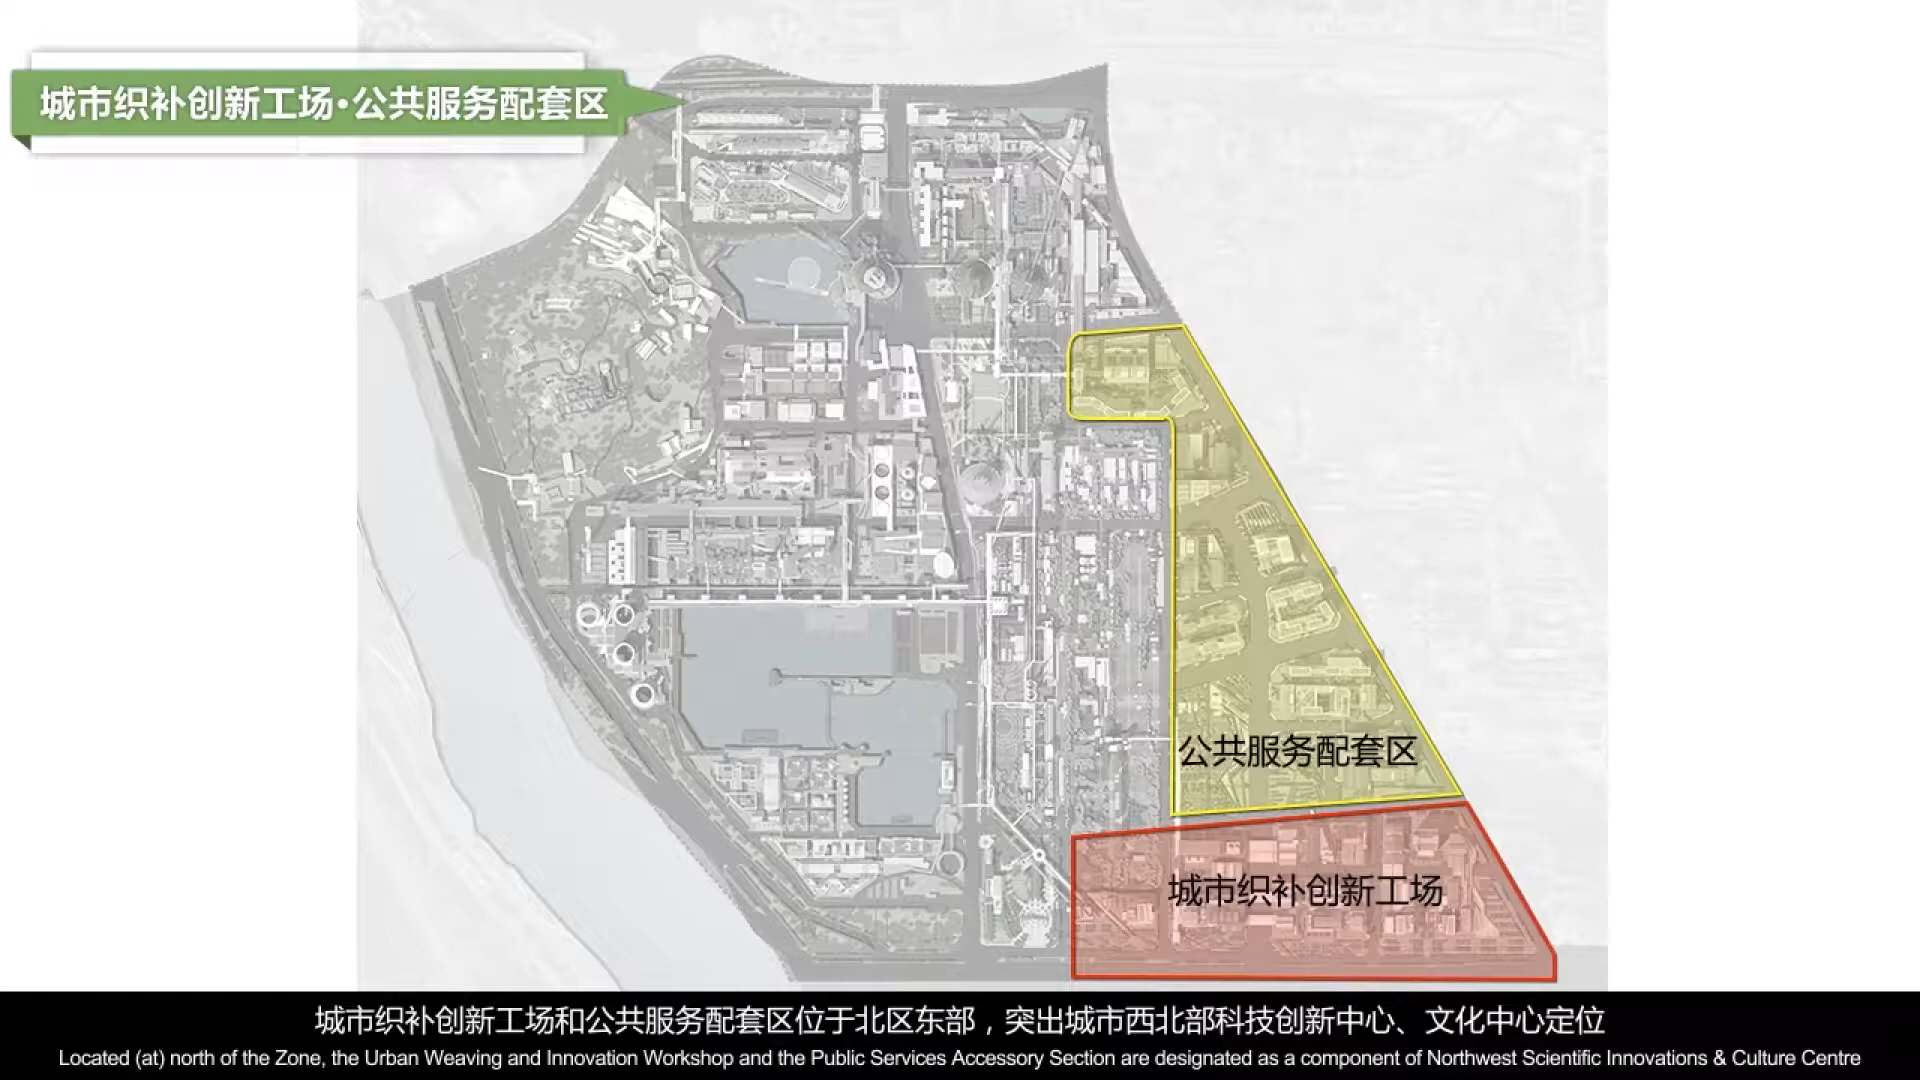 城市织补创新工场•公共服务配套区
公共服务配套区
城市织补创新工场
城市织补创新工场和公共服务配套区位于北区东部，突出城市西北部科技创新中心、文化中心定位
Located (at) north of the Zone, the Urban Weaving and Innovation Workshop and the Public Services Accessory Section are designated as a component of Northwest Scientific Innovations & Culture Centre